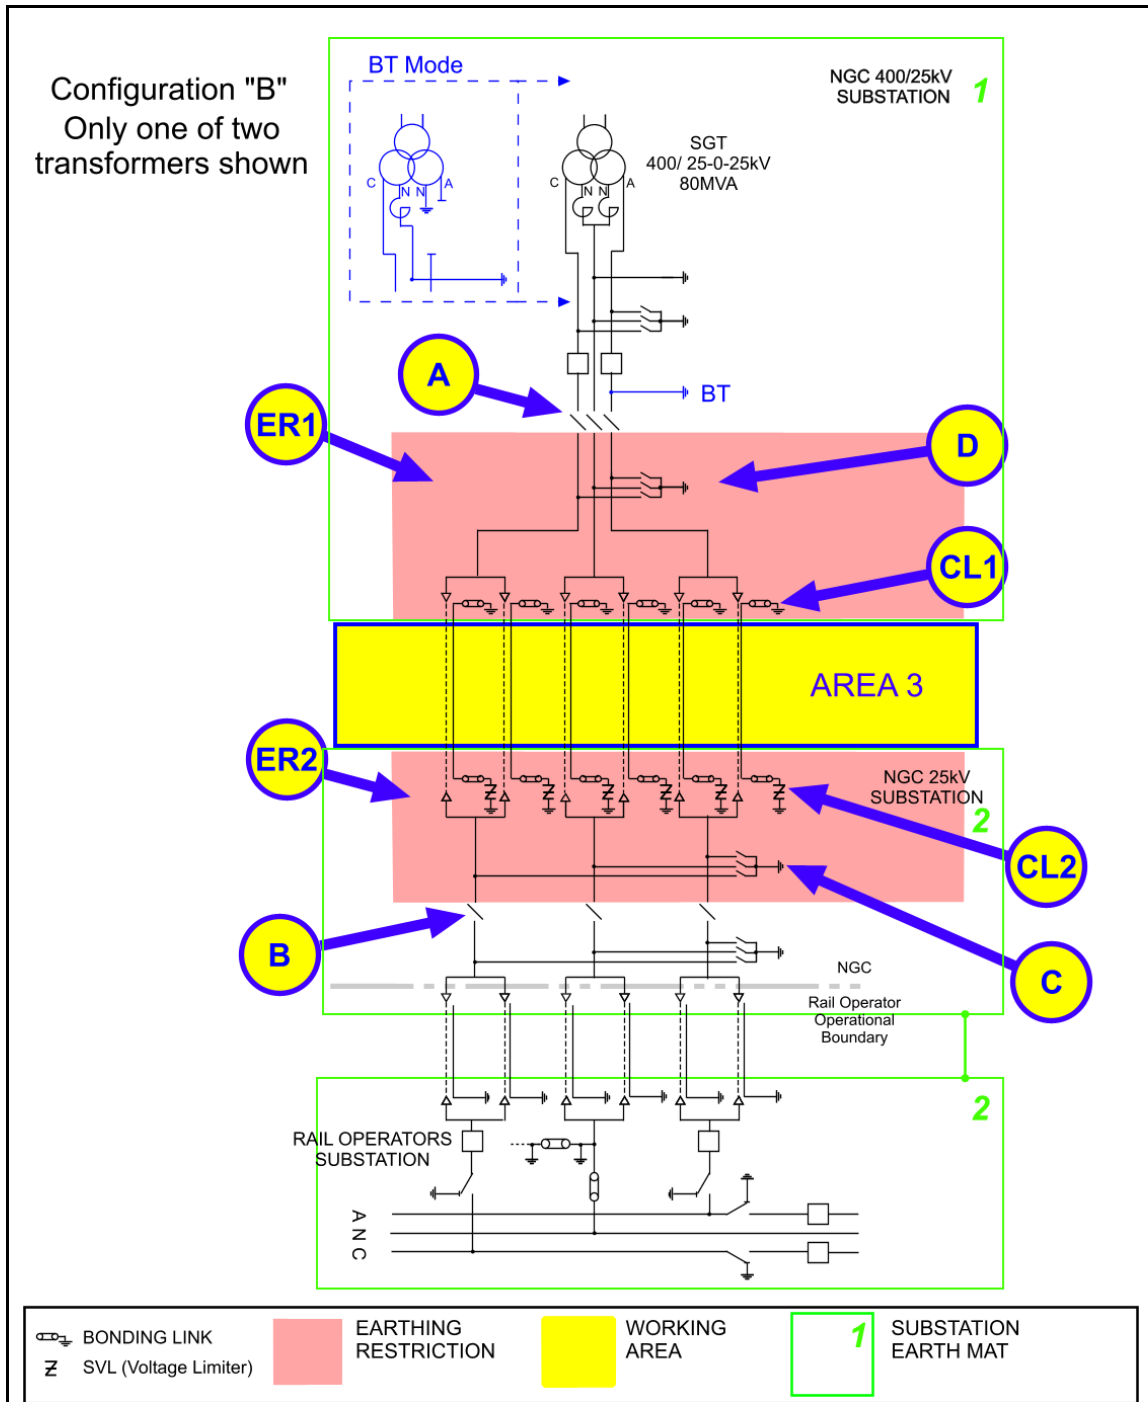 Configuration "B"
Only one of two
transformers shown
BT Mode
NGC 400/25kV
SUBSTATION
1
SGT
400/ 25-0-25kV
80MVA
C
N N
A
C
N N
A
A
BT
ER1
D
CL1
AREA 3
ER2
NGC 25kV
SUBSTATION
2
CL2
B
C
NGC
Rail Operator
Operational
Boundary
2
RAIL OPERATORS
SUBSTATION
A
N
C
BONDING LINK
SVL (Voltage Limiter)
EARTHING
RESTRICTION
WORKING
AREA
1
SUBSTATION
EARTH MAT